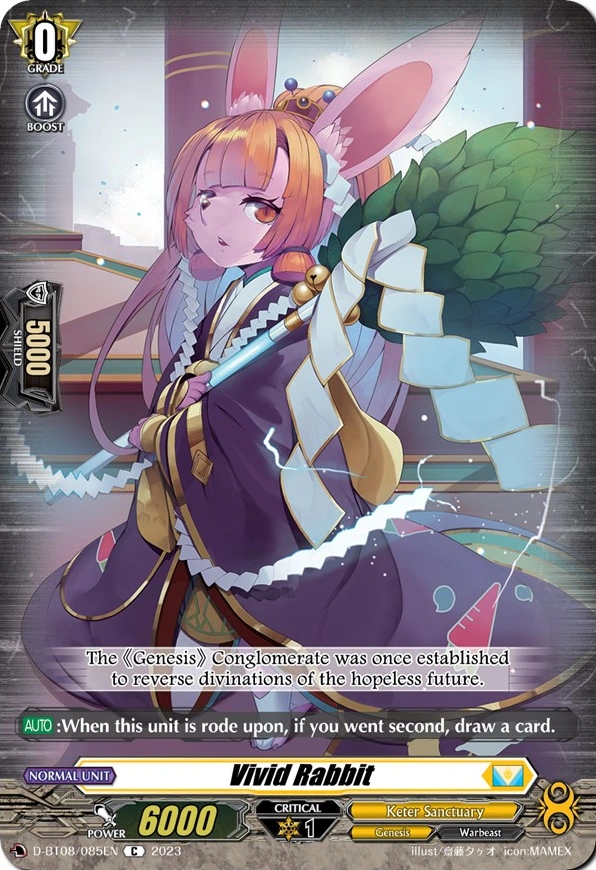 0
GRADE
BOOST
5000
SHIELD
The 《Genesis》 Conglomerate was once established
to reverse divinations of the hopeless future.
AUTO :When this unit is rode upon, if you went second, draw a card.
NORMAL UNIT
Vivid Rabbit
POWER
6000
CRITICAL
1
Keter Sanctuary
Genesis
Warbeast
D-BT08/085EN C 2023
illust/齋藤タヶオ icon:MAMEX